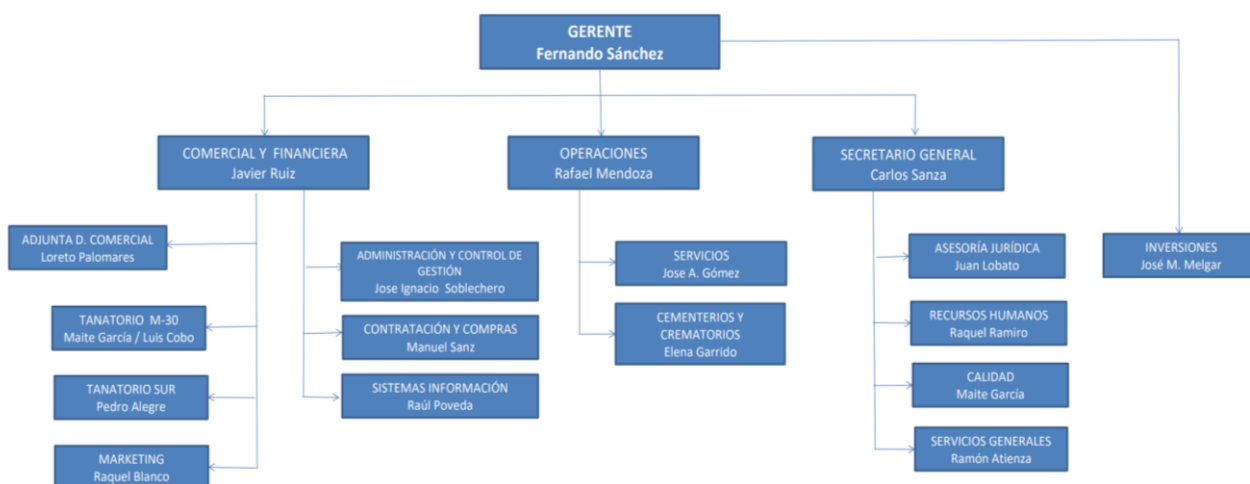 GERENTE
Fernando Sánchez
COMERCIAL Y FINANCIERA
Javier Ruiz
OPERACIONES
Rafael Mendoza
SECRETARIO GENERAL
Carlos Sanza
ADJUNTA D. COMERCIAL
Loreto Palomares
TANATORIO M-30
Maite García / Luis Cobo
TANATORIO SUR
Pedro Alegre
MARKETING
Raquel Blanco
ADMINISTRACIÓN Y CONTROL DE
GESTIÓN
Jose Ignacio Soblechero
CONTRATACIÓN Y COMPRAS
Manuel Sanz
SISTEMAS INFORMACIÓN
Raúl Poveda
SERVICIOS
Jose A. Gómez
CEMENTERIOS Y
CREMATORIOS
Elena Garrido
ASESORÍA JURÍDICA
Juan Lobato
RECURSOS HUMANOS
Raquel Ramiro
CALIDAD
Maite García
SERVICIOS GENERALES
Ramón Atienza
INVERSIONES
José M. Melgar